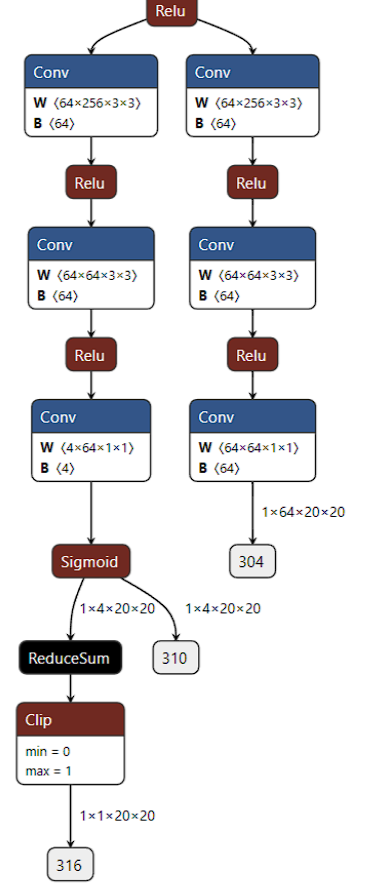 Relu
Conv
W ⟨64×256×3×3⟩
B ⟨64⟩
Conv
W ⟨64×256×3×3⟩
B ⟨64⟩
Relu
Relu
Conv
W ⟨64×64×3×3⟩
B ⟨64⟩
Conv
W ⟨64×64×3×3⟩
B ⟨64⟩
Relu
Relu
Conv
W ⟨4×64×1×1⟩
B ⟨4⟩
Conv
W ⟨64×64×1×1⟩
B ⟨64⟩
1×64×20×20
Sigmoid
304
1×4×20×20
1×4×20×20
ReduceSum
310
Clip
min = 0
max = 1
1×1×20×20
316